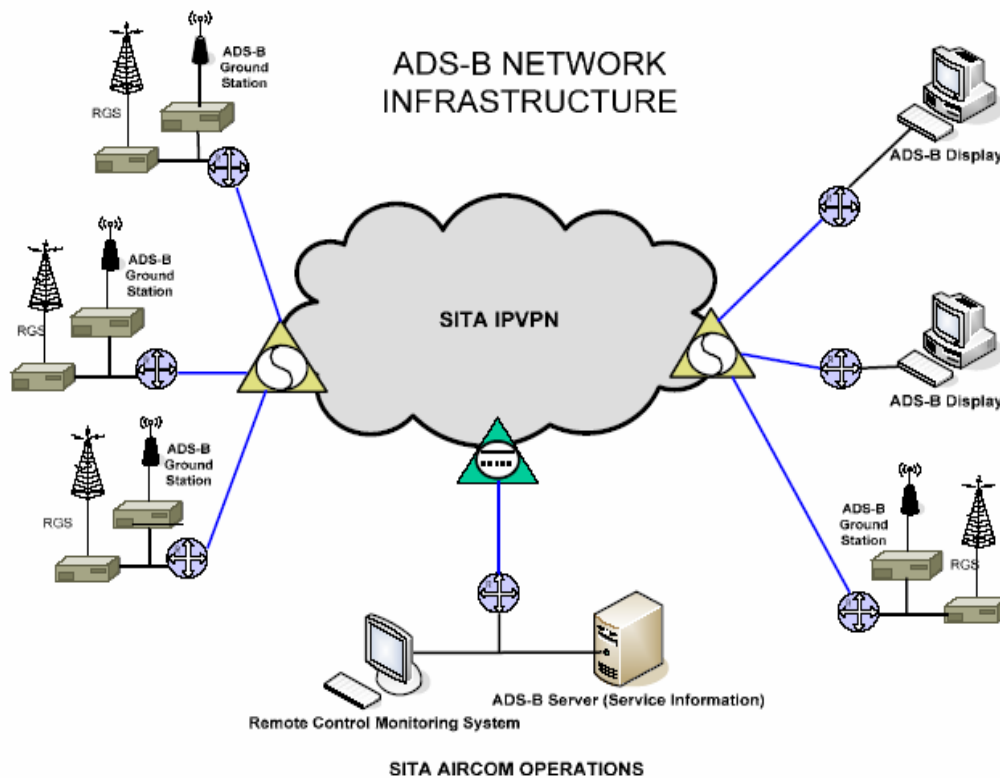 ADS-B NETWORK
INFRASTRUCTURE
ADS-B
Ground
Station
RGS
ADS-B Display
ADS-B
Ground
Station
RGS
SITA IPVPN
ADS-B Display
ADS-B
Ground
Station
RGS
ADS-B
Ground
Station
RGS
Remote Control Monitoring System
ADS-B Server (Service Information)
SITA AIRCOM OPERATIONS